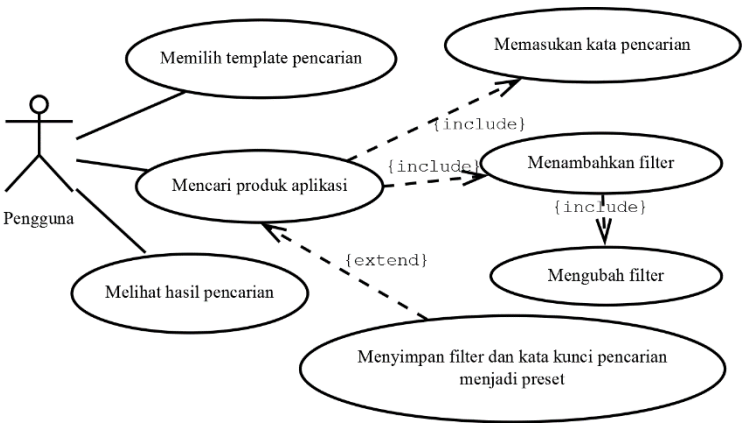 Memasukan kata pencarian
Memilih template pencarian
{include}
{include}
Menambahkan filter
Mencari produk aplikasi
{include}
Pengguna
{extend}
Mengubah filter
Melihat hasil pencarian
Menyimpan filter dan kata kunci pencarian
menjadi preset